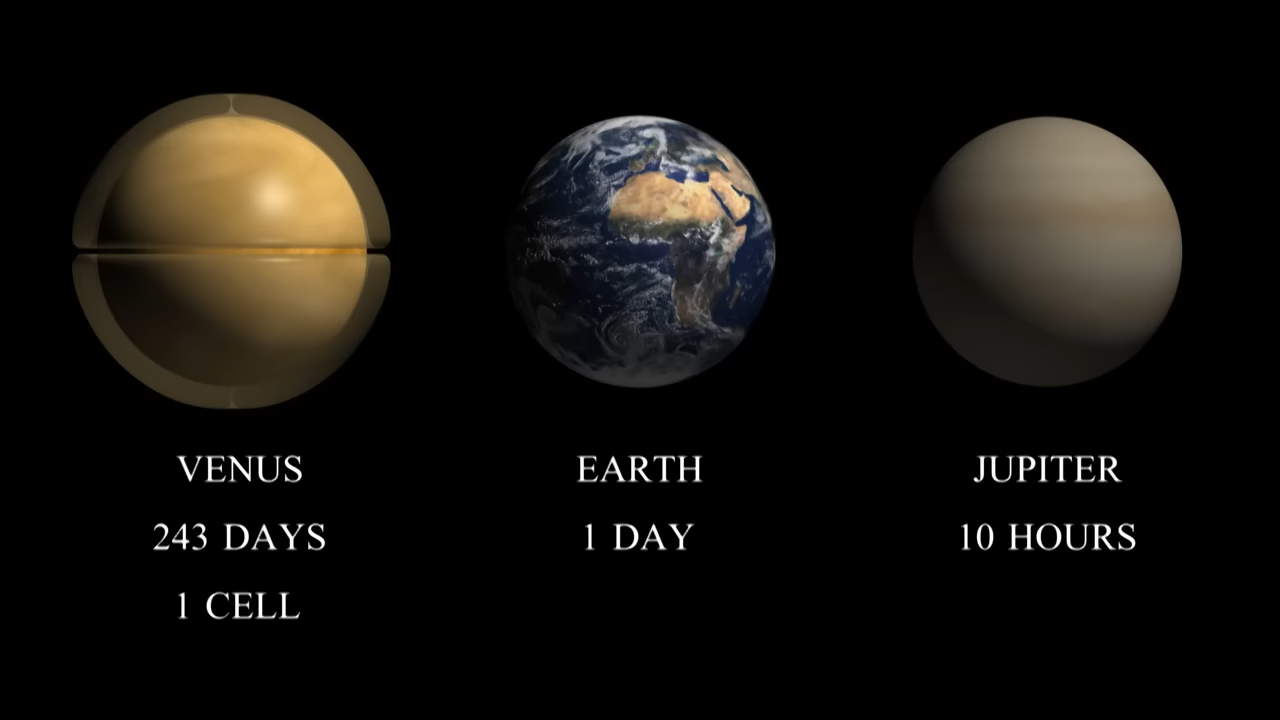 VENUS
243 DAYS
1 CELL
EARTH
1 DAY
JUPITER
10 HOURS